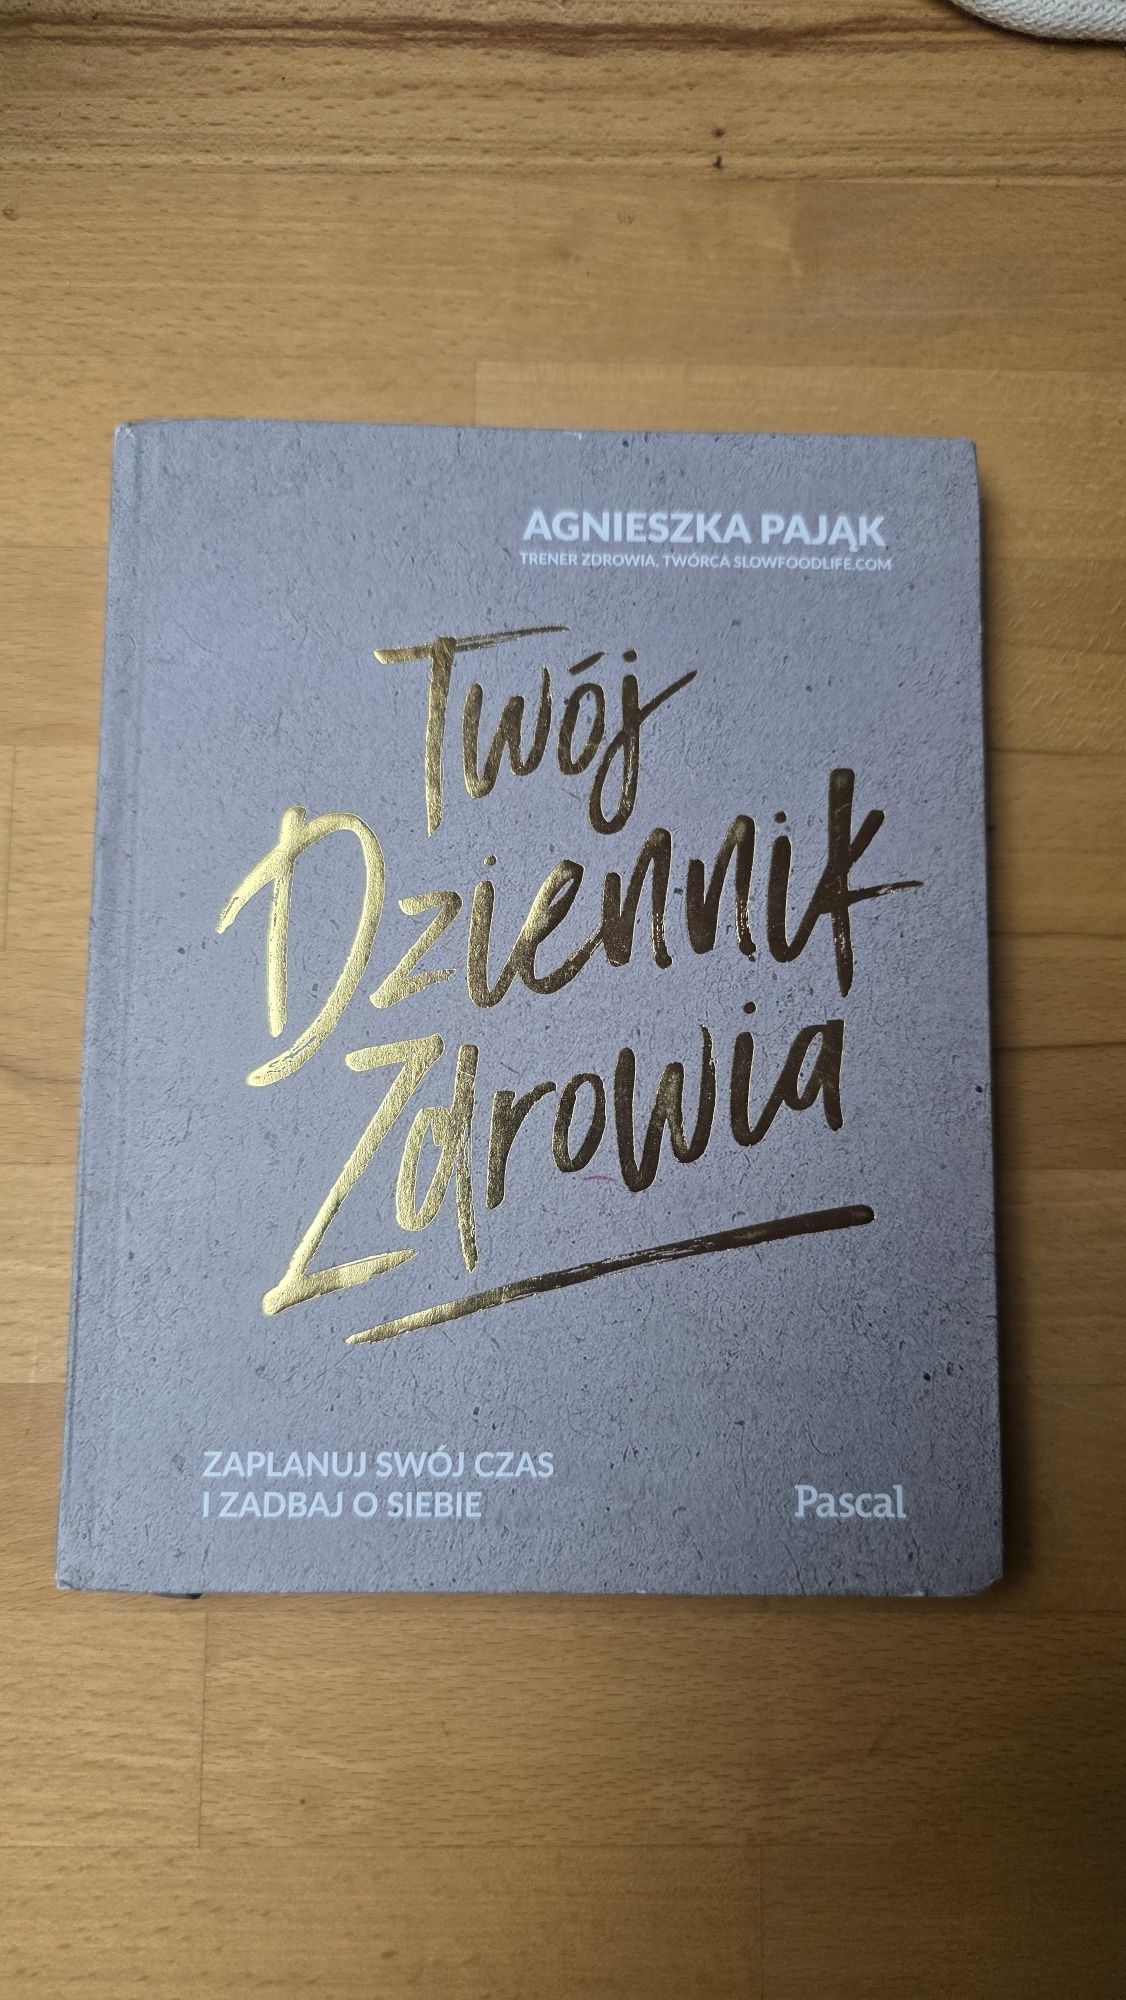 AGNIESZKA PAJĄK
TRENER ZDROWIA, TWÓRCA SLOWFOODLIFE.COM
Twój
Dziennik
Zdrowia
ZAPLANUJ SWÓJ CZAS
I ZADBAJ O SIEBIE
Pascal